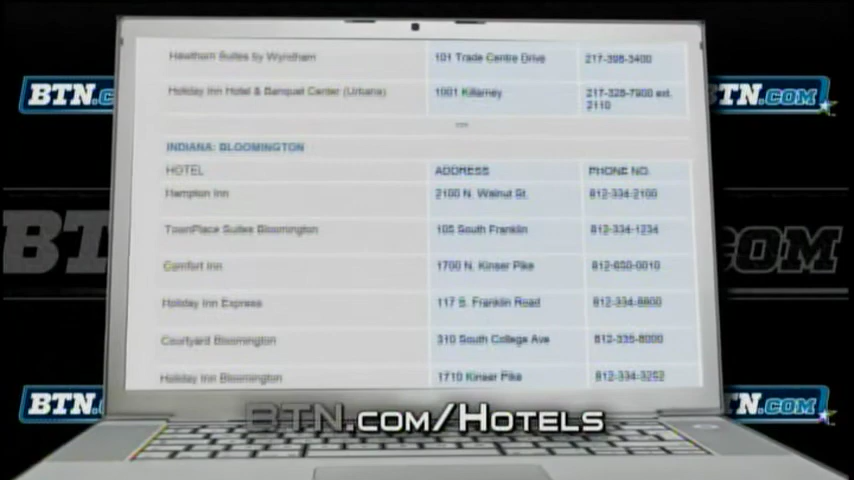 Hawthorn Suites by Wyndham 101 Trade Centre Drive 217-398-3400
Holiday Inn Hotel & Banquet Center (Urbana) 1001 Killarney 217-328-7900 ext.
2110
INDIANA: BLOOMINGTON
HOTEL ADDRESS PHONE NO.
Hampton Inn 2100 N. Walnut St. 812-334-2100
TownPlace Suites Bloomington 105 South Franklin 812-334-1234
Comfort Inn 1700 N. Kinser Pike 812-650-0010
Holiday Inn Express 117 S. Franklin Road 812-334-8800
Courtyard Bloomington 310 South College Ave 812-335-8000
Holiday Inn Bloomington 1710 Kinser Pike 812-334-3252
BTN.COM/HOTELS
BTN.C
TN.COM
BT
COM
BTN.C
TN.COM